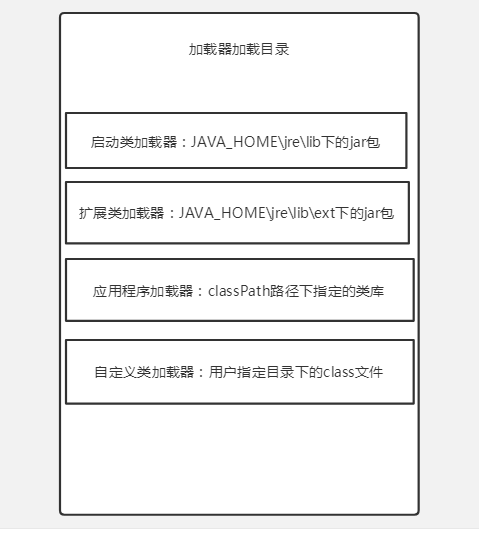 加载器加载目录
启动类加载器：JAVA_HOME\jre\lib下的jar包
扩展类加载器：JAVA_HOME\jre\lib\ext下的jar包
应用程序加载器：classPath路径下指定的类库
自定义类加载器：用户指定目录下的class文件